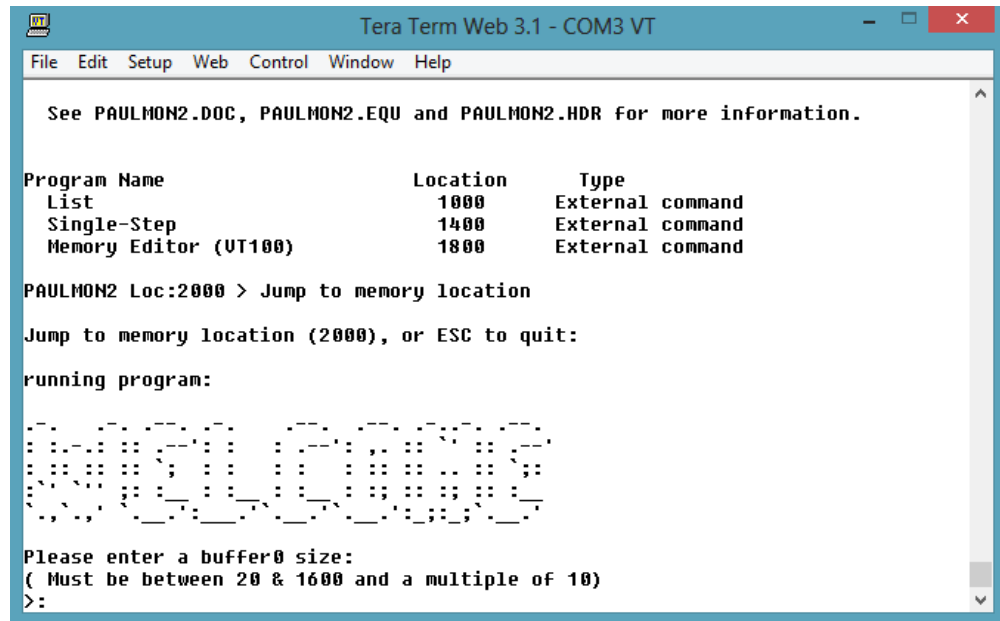 Tera Term Web 3.1 - COM3 VT
File Edit Setup Web Control Window Help
See PAULMON2.DOC, PAULMON2.EQU and PAULMON2.HDR for more information.
Program Name Location Type
List 1000 External command
Single-Step 1400 External command
Memory Editor (VT100) 1800 External command
PAULMON2 Loc:2000 > Jump to memory location
Jump to memory location (2000), or ESC to quit:
running program:
WELCOME
Please enter a buffer0 size:
( Must be between 20 & 1600 and a multiple of 10)
>: